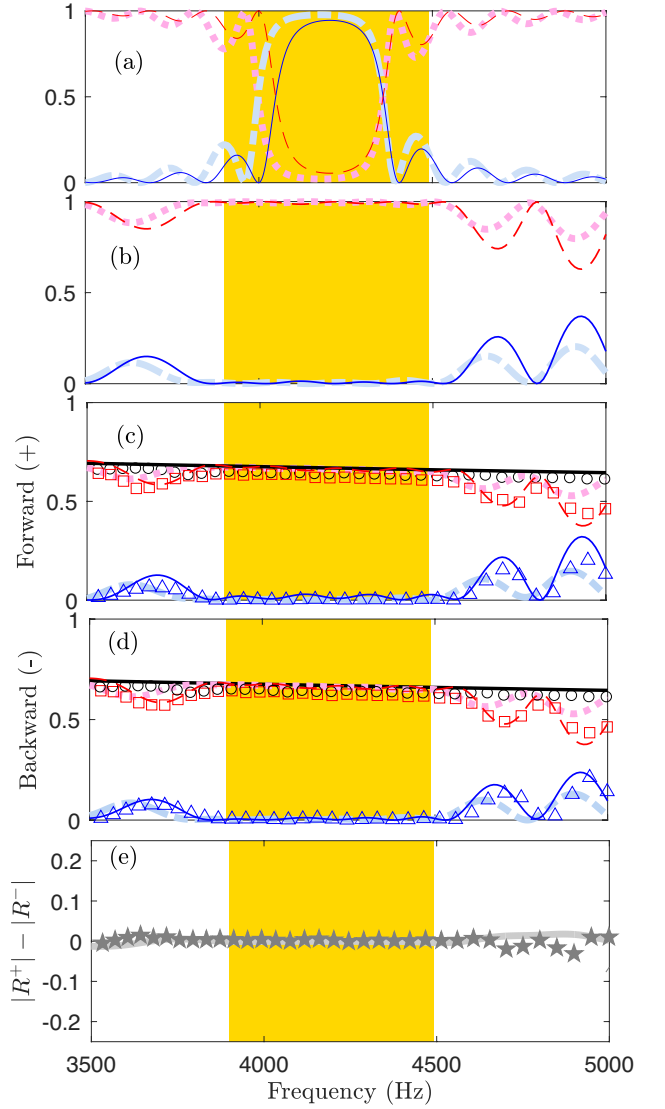 1
(a)
0.5
0
1
(b)
0.5
0
1
(c)
0.5
0
Forward (+)
1
(d)
0.5
0
Backward (-)
0.2
(e)
0.1
0
-0.1
-0.2
|R⁺| − |R⁻|
3500 4000 4500 5000
Frequency (Hz)